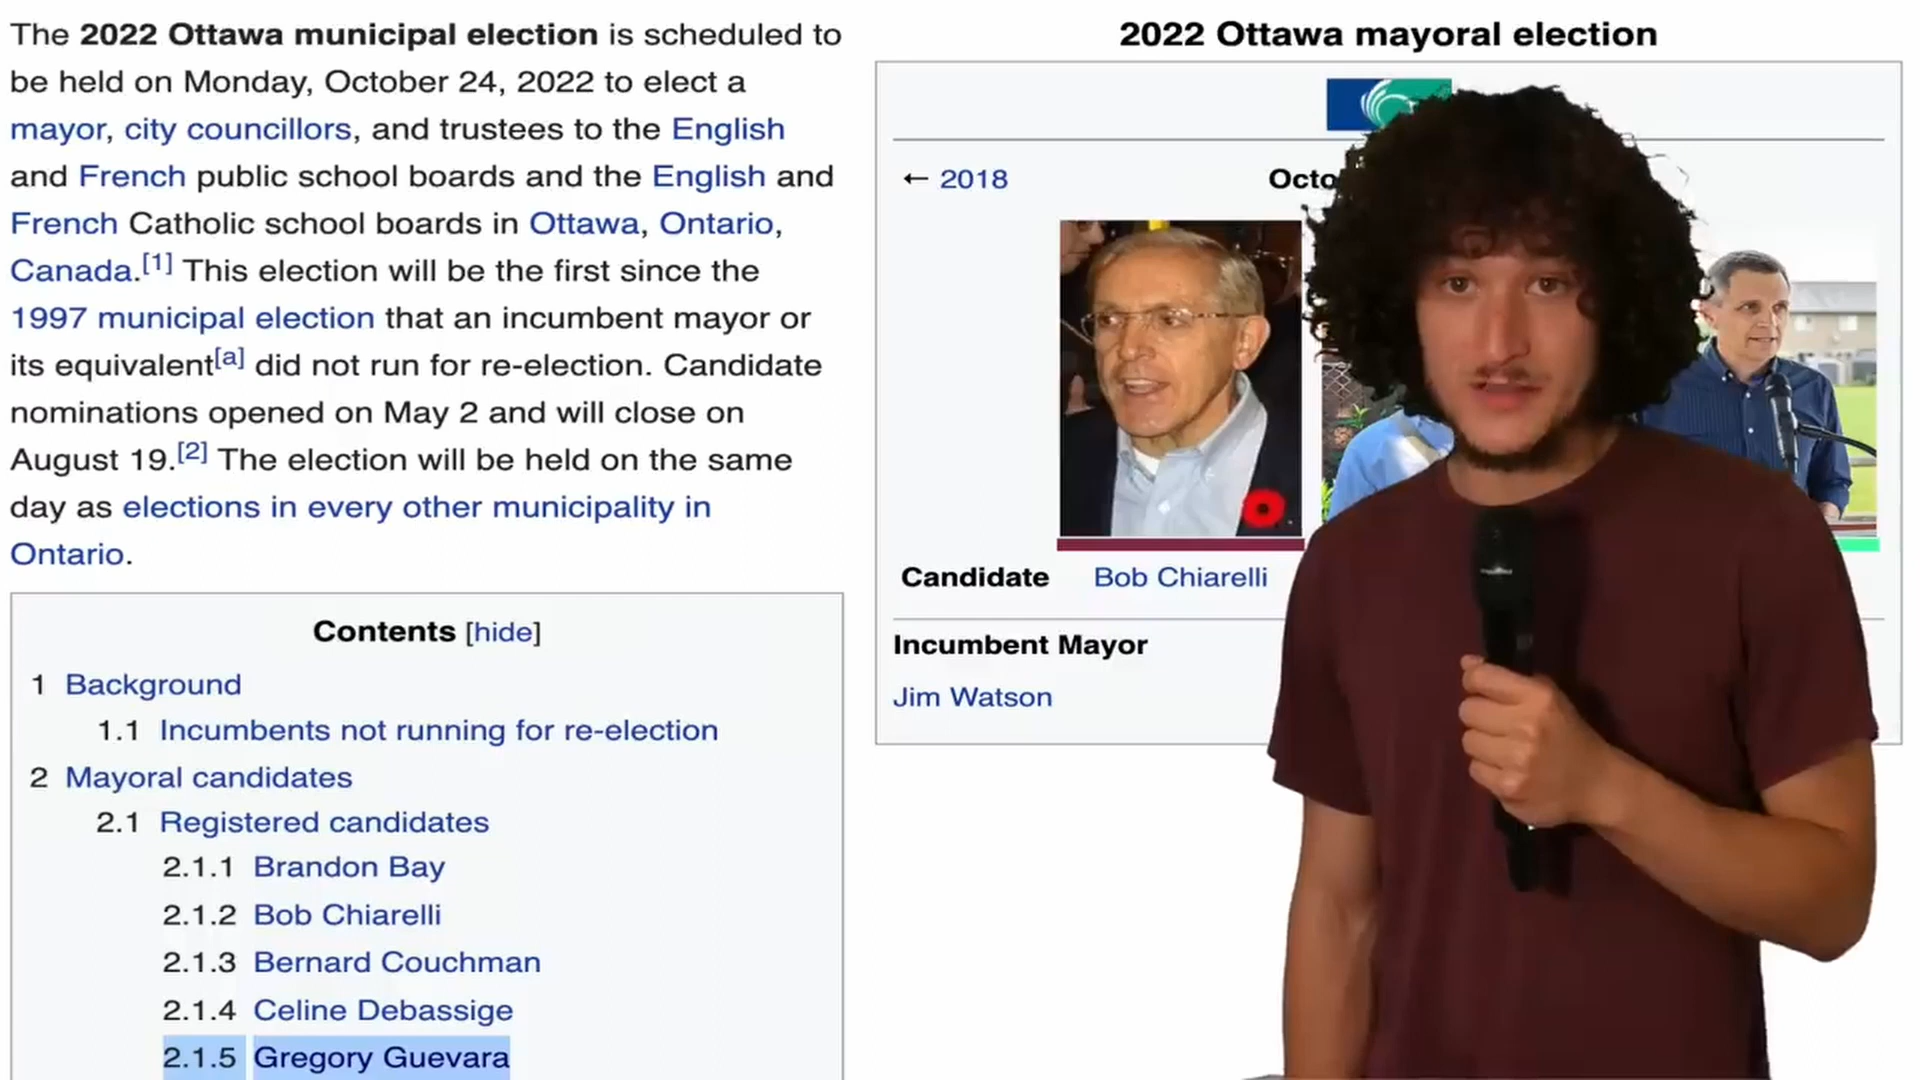 The 2022 Ottawa municipal election is scheduled to
be held on Monday, October 24, 2022 to elect a
mayor, city councillors, and trustees to the English
and French public school boards and the English and
French Catholic school boards in Ottawa, Ontario,
Canada.[1] This election will be the first since the
1997 municipal election that an incumbent mayor or
its equivalent[a] did not run for re-election. Candidate
nominations opened on May 2 and will close on
August 19.[2] The election will be held on the same
day as elections in every other municipality in
Ontario.
Contents [hide]
1 Background
1.1 Incumbents not running for re-election
2 Mayoral candidates
2.1 Registered candidates
2.1.1 Brandon Bay
2.1.2 Bob Chiarelli
2.1.3 Bernard Couchman
2.1.4 Celine Debassige
2.1.5 Gregory Guevara
2022 Ottawa mayoral election
← 2018 Octo
Candidate Bob Chiarelli
Incumbent Mayor
Jim Watson